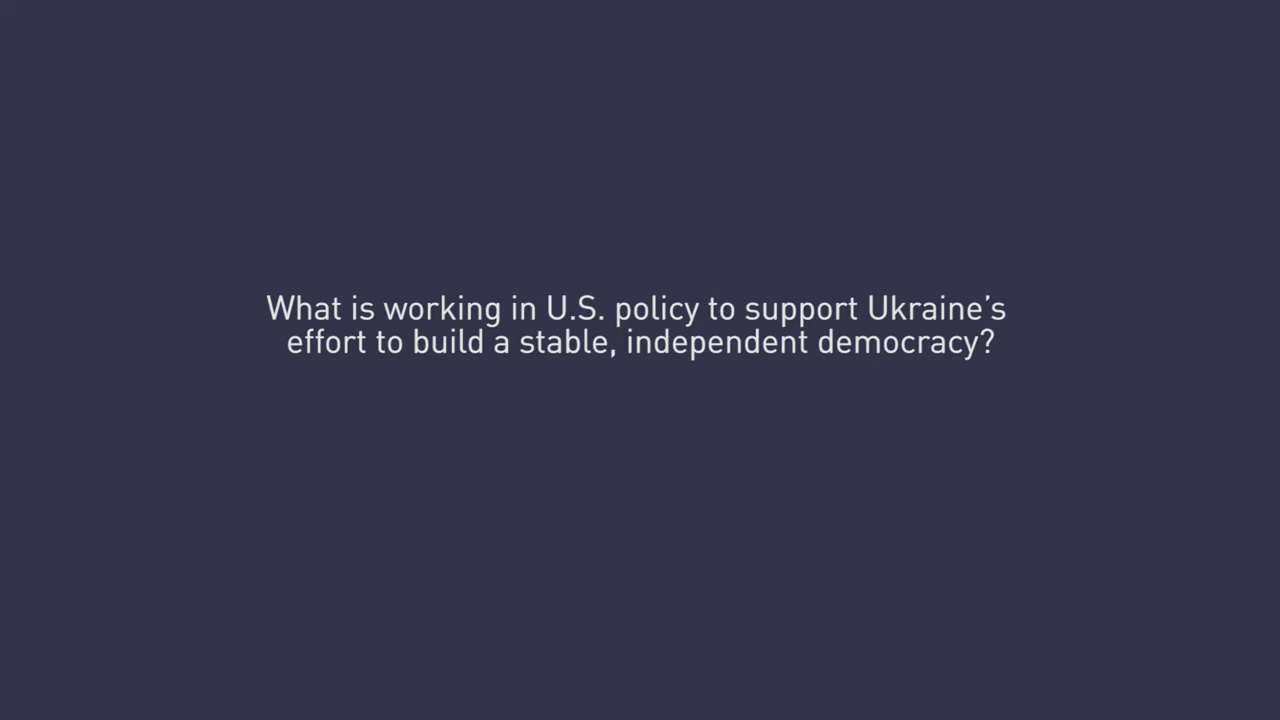 What is working in U.S. policy to support Ukraine’s
effort to build a stable, independent democracy?